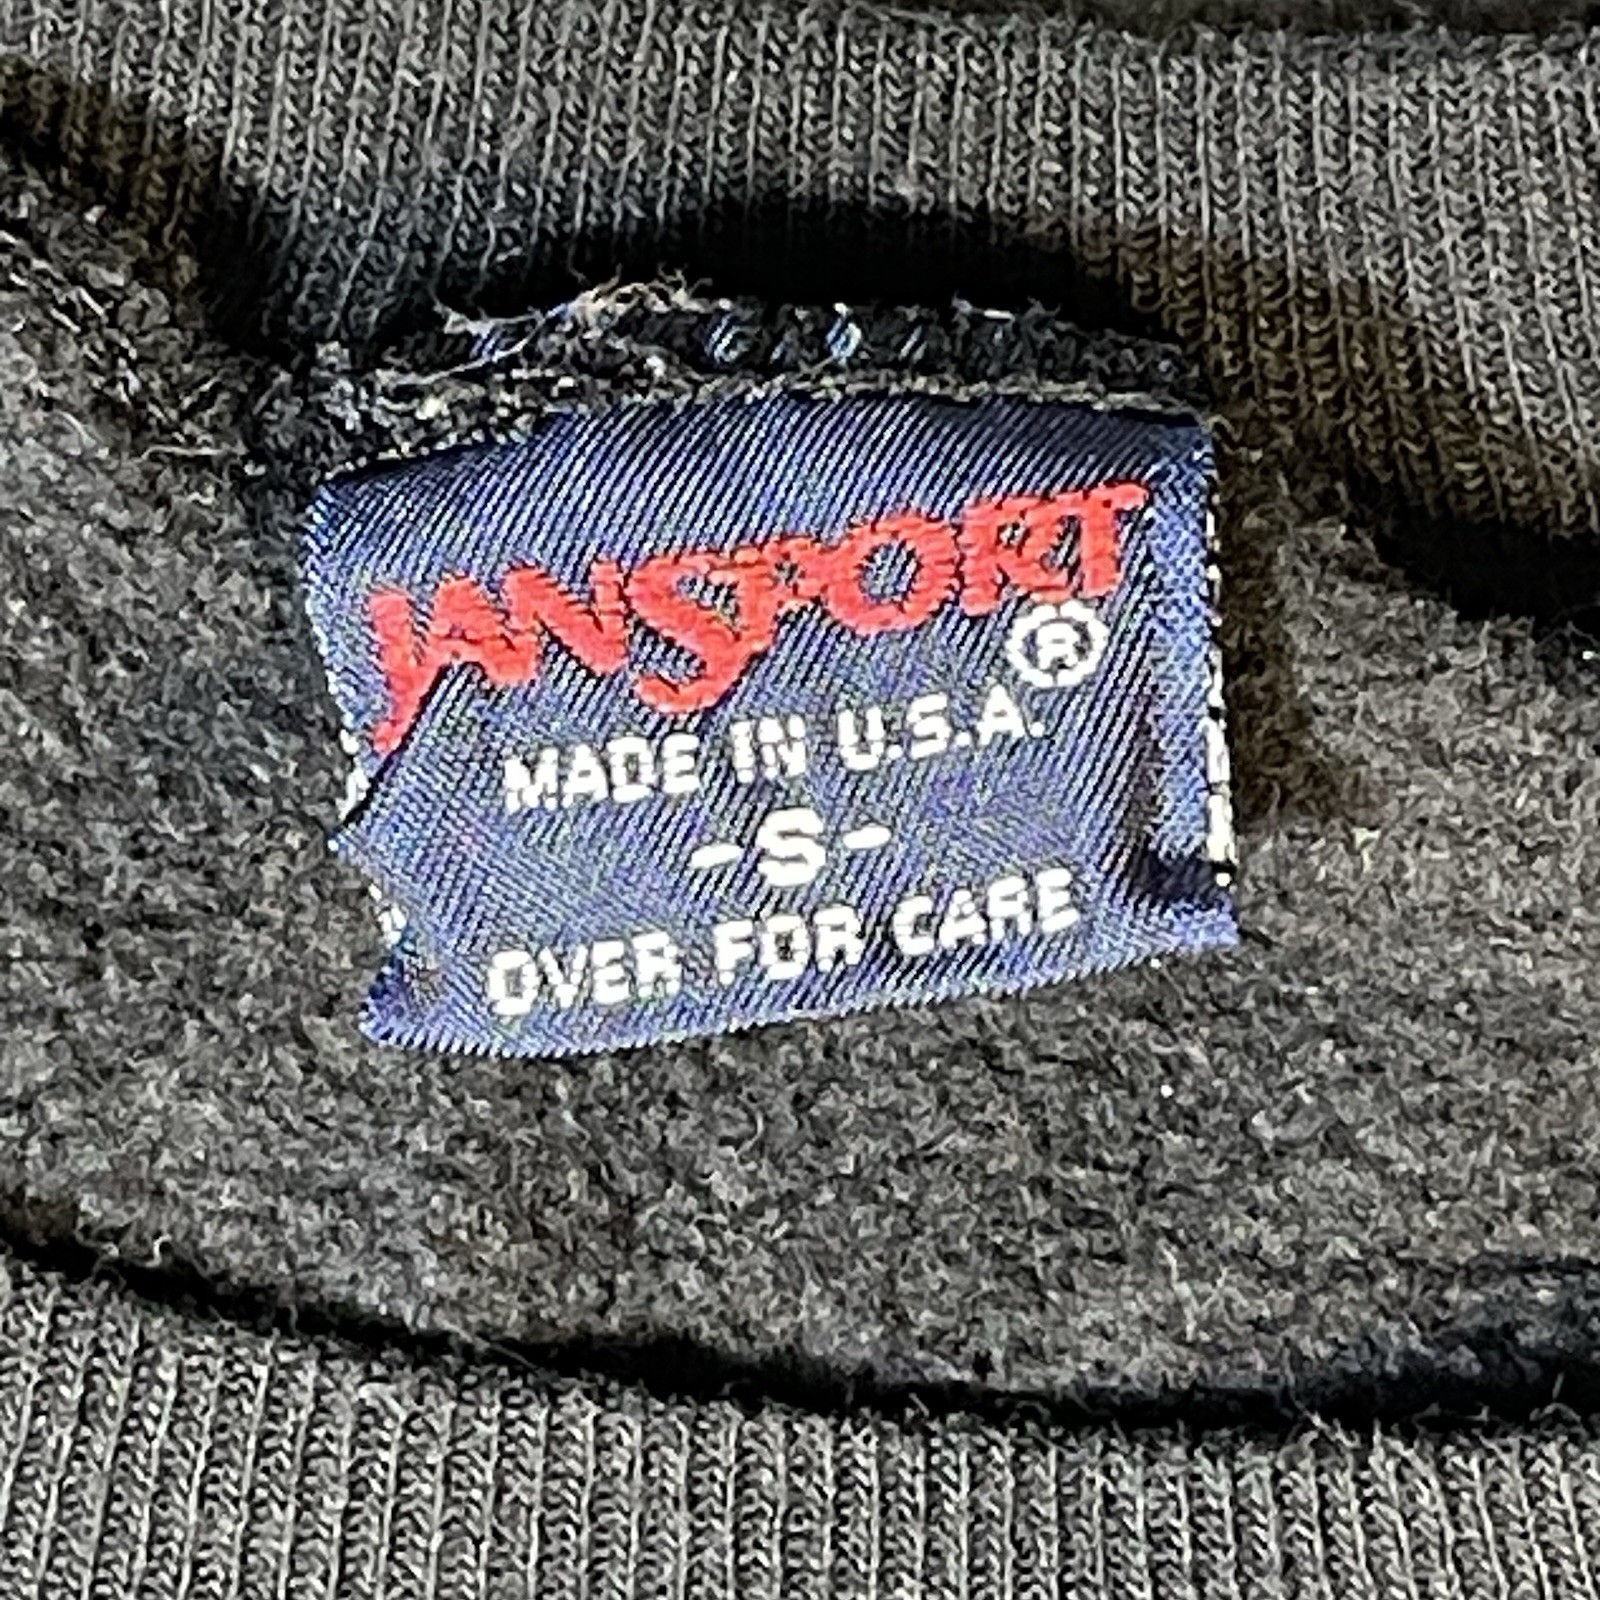 JANSPORT
®
MADE IN U.S.A.
-S-
OVER FOR CARE